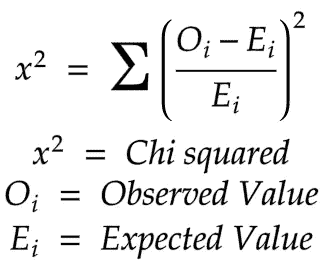 x² = ∑ ((Oᵢ − Eᵢ) / Eᵢ)²
x² = Chi squared
Oᵢ = Observed Value
Eᵢ = Expected Value